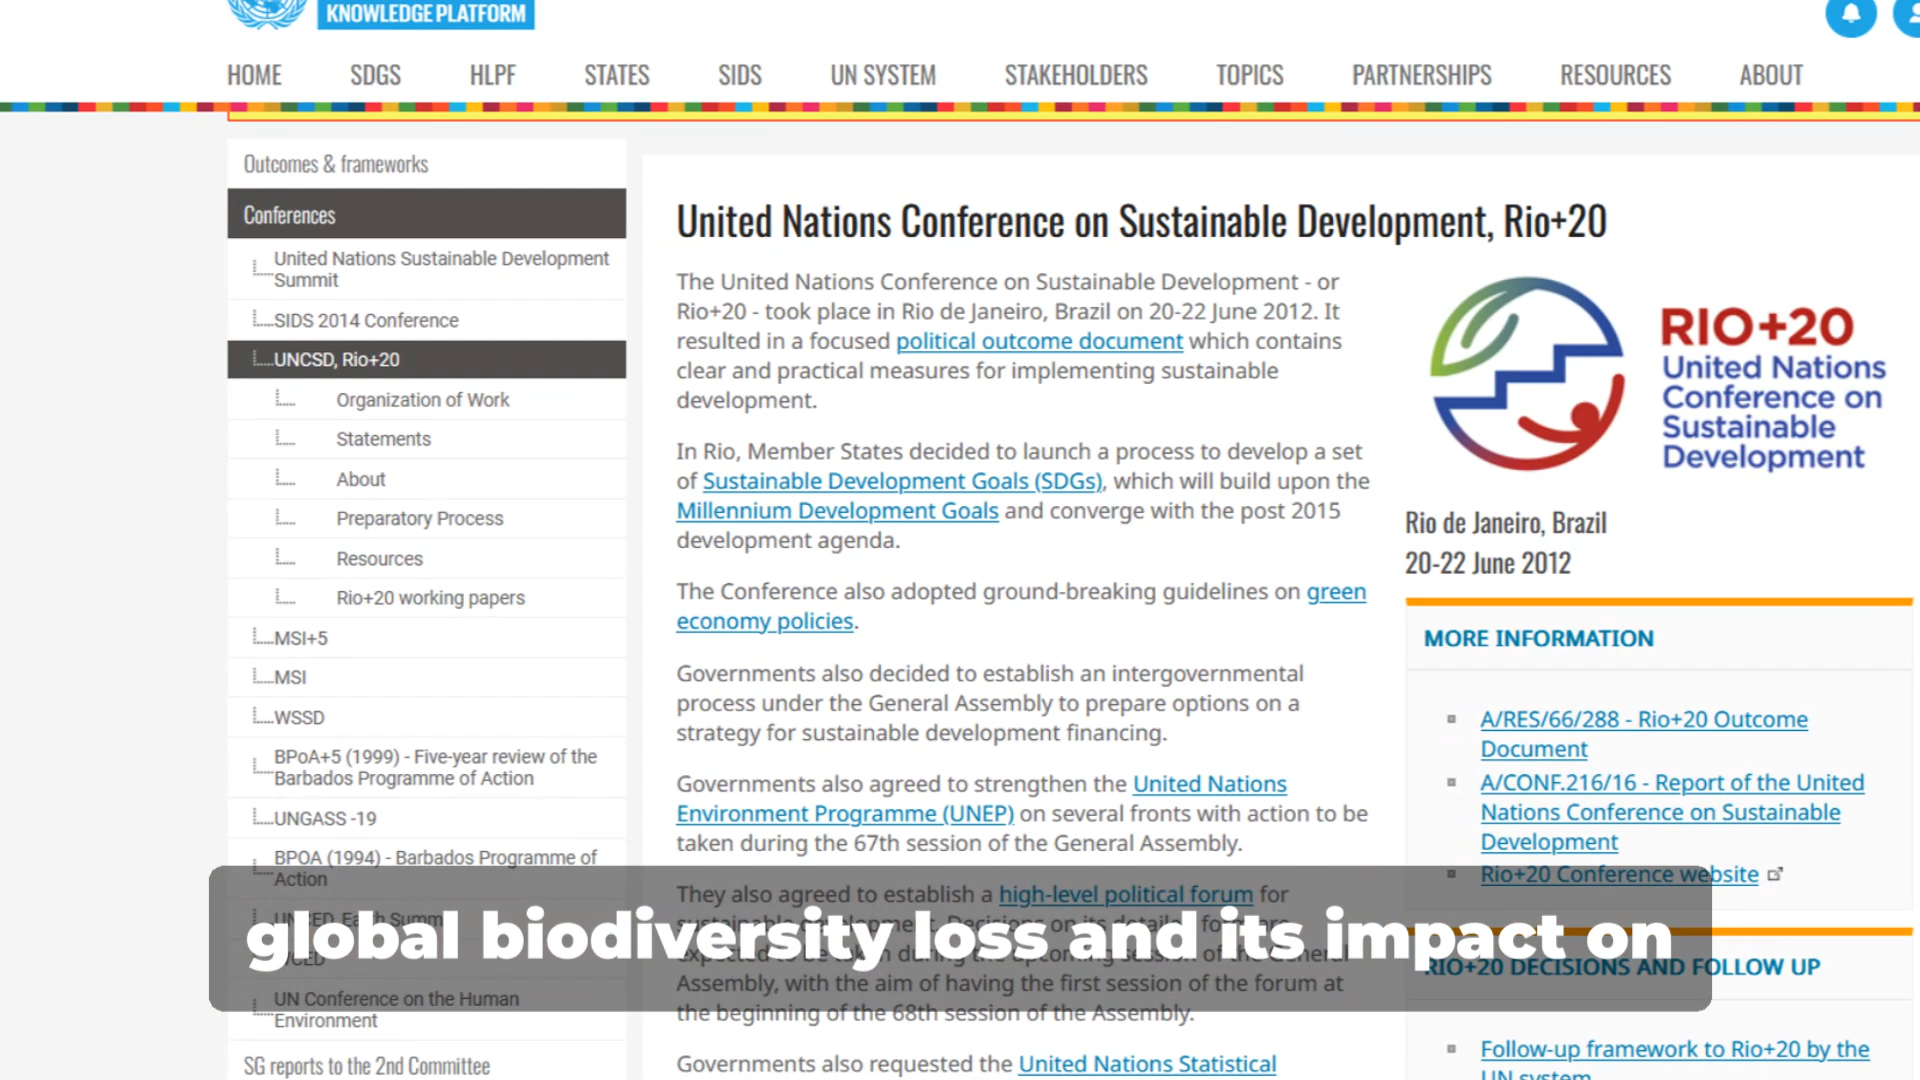 KNOWLEDGE PLATFORM
HOME SDGS HLPF STATES SIDS UN SYSTEM STAKEHOLDERS TOPICS PARTNERSHIPS RESOURCES ABOUT
Outcomes & frameworks
Conferences
United Nations Sustainable Development
Summit
SIDS 2014 Conference
UNCSD, Rio+20
Organization of Work
Statements
About
Preparatory Process
Resources
Rio+20 working papers
MSI+5
MSI
WSSD
BPoA+5 (1999) - Five-year review of the
Barbados Programme of Action
UNGASS -19
BPOA (1994) - Barbados Programme of
Action
UN Conference on the Human
Environment
SG reports to the 2nd Committee
United Nations Conference on Sustainable Development, Rio+20
The United Nations Conference on Sustainable Development - or
Rio+20 - took place in Rio de Janeiro, Brazil on 20-22 June 2012. It
resulted in a focused political outcome document which contains
clear and practical measures for implementing sustainable
development.
In Rio, Member States decided to launch a process to develop a set
of Sustainable Development Goals (SDGs), which will build upon the
Millennium Development Goals and converge with the post 2015
development agenda.
The Conference also adopted ground-breaking guidelines on green
economy policies.
Governments also decided to establish an intergovernmental
process under the General Assembly to prepare options on a
strategy for sustainable development financing.
Governments also agreed to strengthen the United Nations
Environment Programme (UNEP) on several fronts with action to be
taken during the 67th session of the General Assembly.
They also agreed to establish a high-level political forum for
Assembly, with the aim of having the first session of the forum at
the beginning of the 68th session of the Assembly.
Governments also requested the United Nations Statistical
RIO+20
United Nations
Conference on
Sustainable
Development
Rio de Janeiro, Brazil
20-22 June 2012
MORE INFORMATION
A/RES/66/288 - Rio+20 Outcome
Document
A/CONF.216/16 - Report of the United
Nations Conference on Sustainable
Development
Rio+20 Conference website
RIO+20 DECISIONS AND FOLLOW UP
Follow-up framework to Rio+20 by the
UN system
global biodiversity loss and its impact on